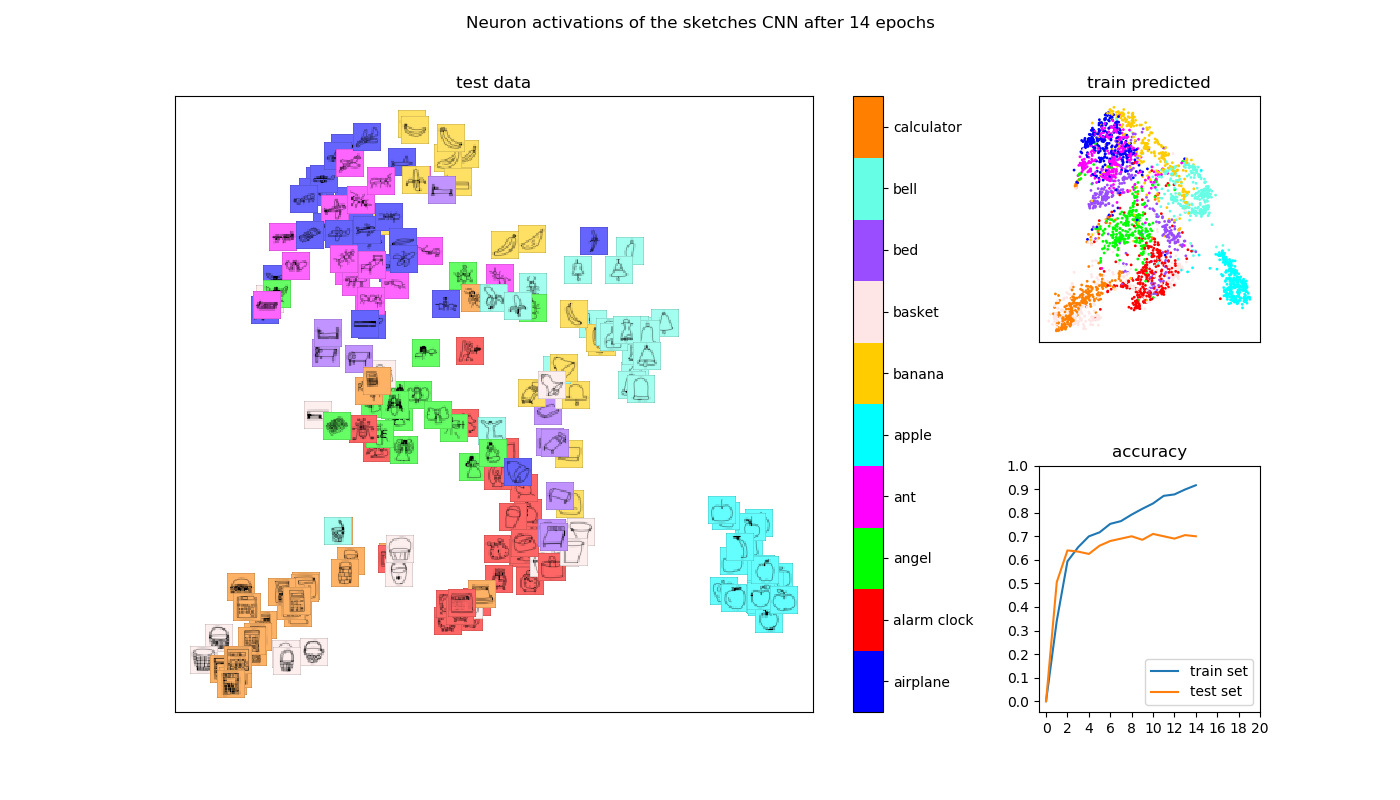 Neuron activations of the sketches CNN after 14 epochs
test data
calculator
bell
bed
basket
banana
apple
ant
angel
alarm clock
airplane
train predicted
accuracy
1.0
0.9
0.8
0.7
0.6
0.5
0.4
0.3
0.2
0.1
0.0
train set
test set
0 2 4 6 8 10 12 14 16 18 20